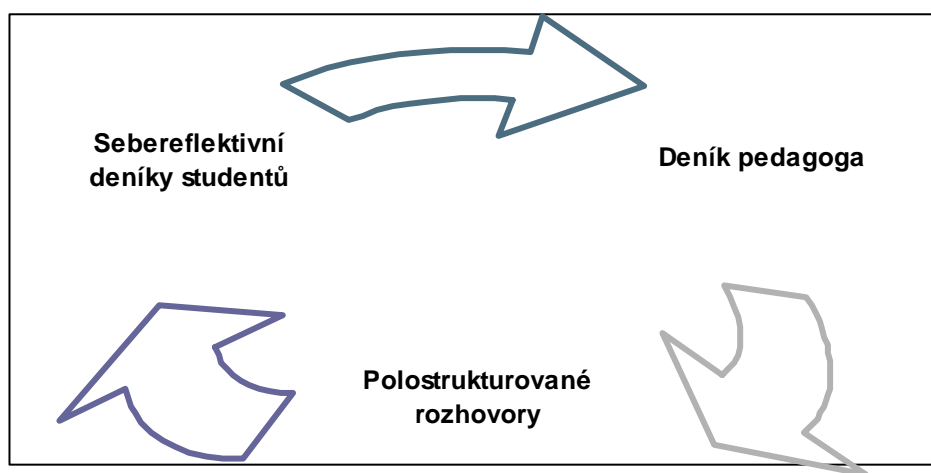 Sebereflektivní
deníky studentů
Deník pedagoga
Polostrukturované
rozhovory